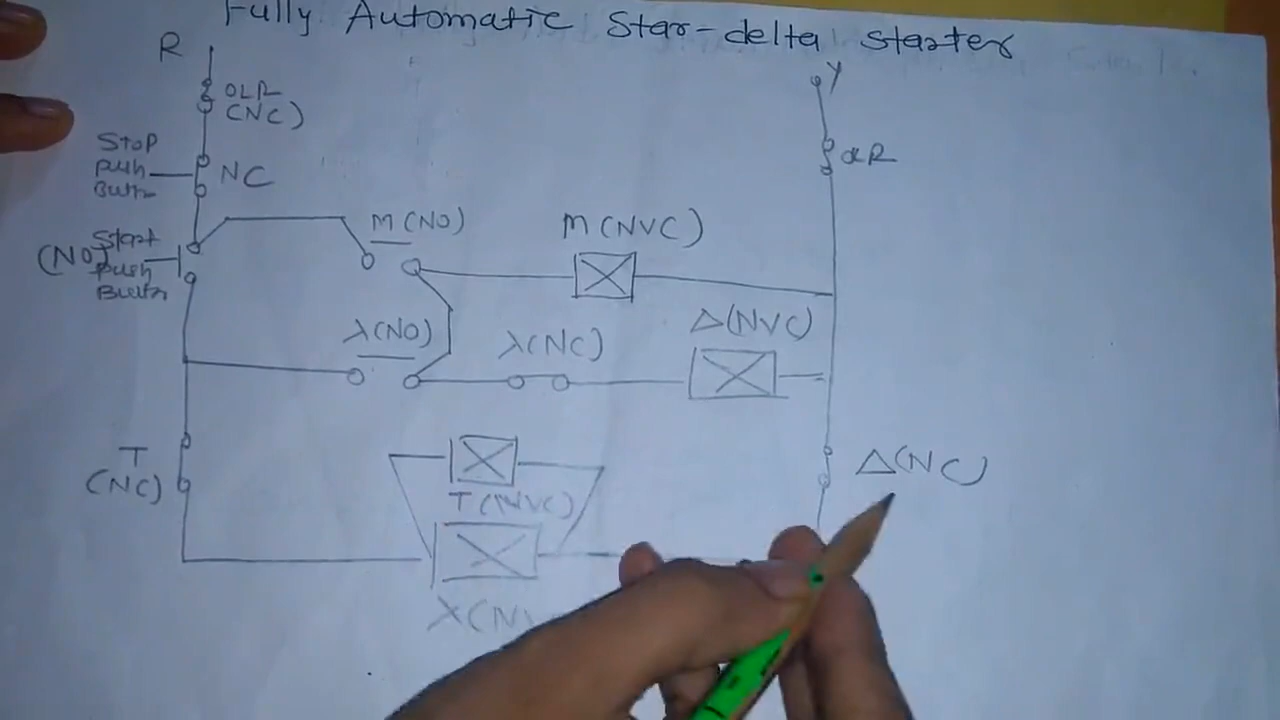 Fully Automatic Star-delta starter
R
Y
OLR
(NC)
Stop
push
Button
NC
OLR
M(NO)
M(NVC)
(NO)
Start
push
Button
λ(NO)
λ(NC)
Δ(NVC)
T
(NC)
T(NVC)
Δ(NC)